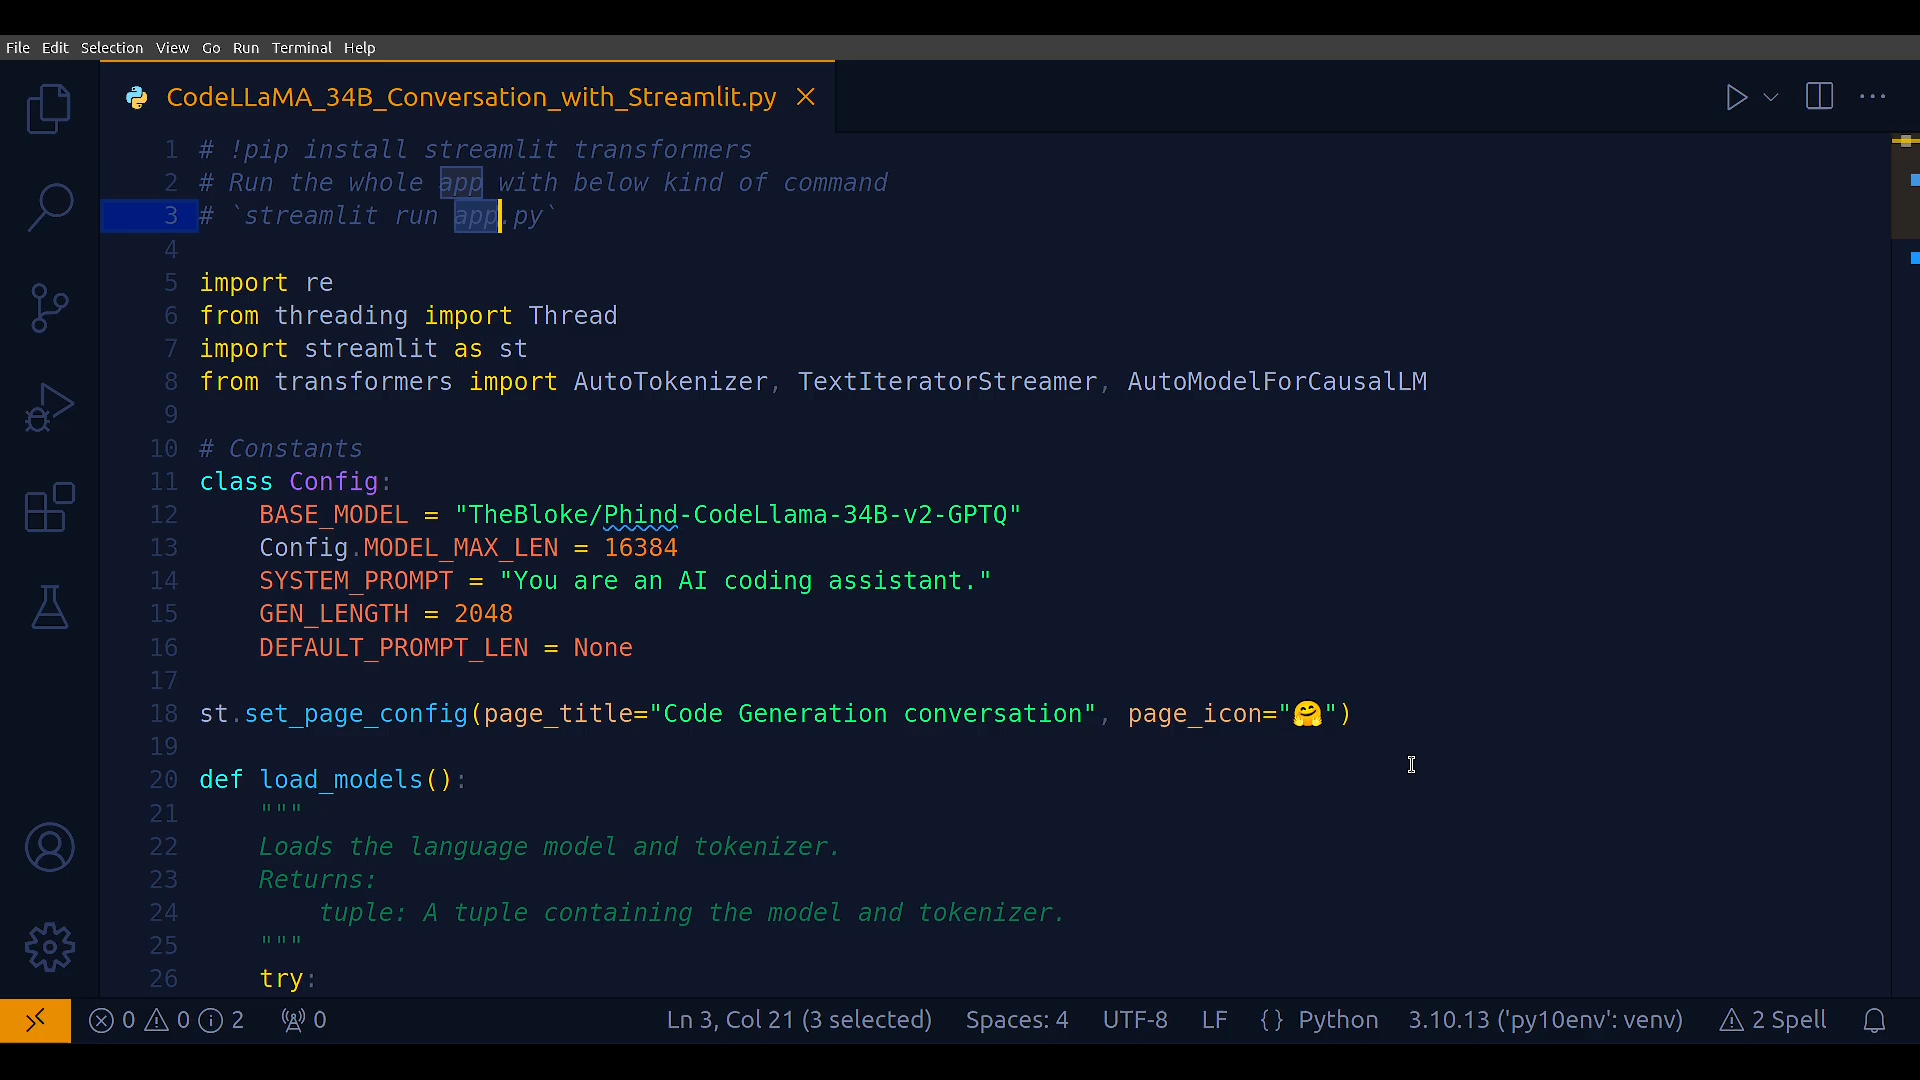 File Edit Selection View Go Run Terminal Help
CodeLLaMA_34B_Conversation_with_Streamlit.py
1 # !pip install streamlit transformers
2 # Run the whole app with below kind of command
3 # `streamlit run app.py`
4
5 import re
6 from threading import Thread
7 import streamlit as st
8 from transformers import AutoTokenizer, TextIteratorStreamer, AutoModelForCausalLM
9
10 # Constants
11 class Config:
12     BASE_MODEL = "TheBloke/Phind-CodeLlama-34B-v2-GPTQ"
13     Config.MODEL_MAX_LEN = 16384
14     SYSTEM_PROMPT = "You are an AI coding assistant."
15     GEN_LENGTH = 2048
16     DEFAULT_PROMPT_LEN = None
17
18 st.set_page_config(page_title="Code Generation conversation", page_icon="🤗")
19
20 def load_models():
21     """
22     Loads the language model and tokenizer.
23     Returns:
24         tuple: A tuple containing the model and tokenizer.
25     """
26     try:
0 0 2 0 Ln 3, Col 21 (3 selected) Spaces: 4 UTF-8 LF {} Python 3.10.13 ('py10env': venv) 2 Spell